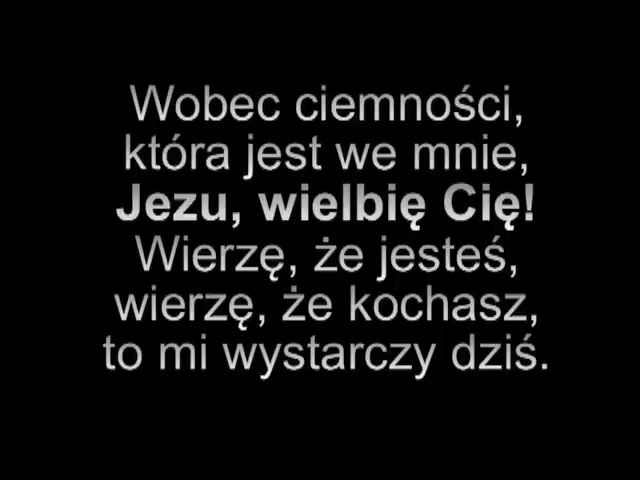 Wobec ciemności,
która jest we mnie,
Jezu, wielbię Cię!
Wierzę, że jesteś,
wierzę, że kochasz,
to mi wystarczy dziś.